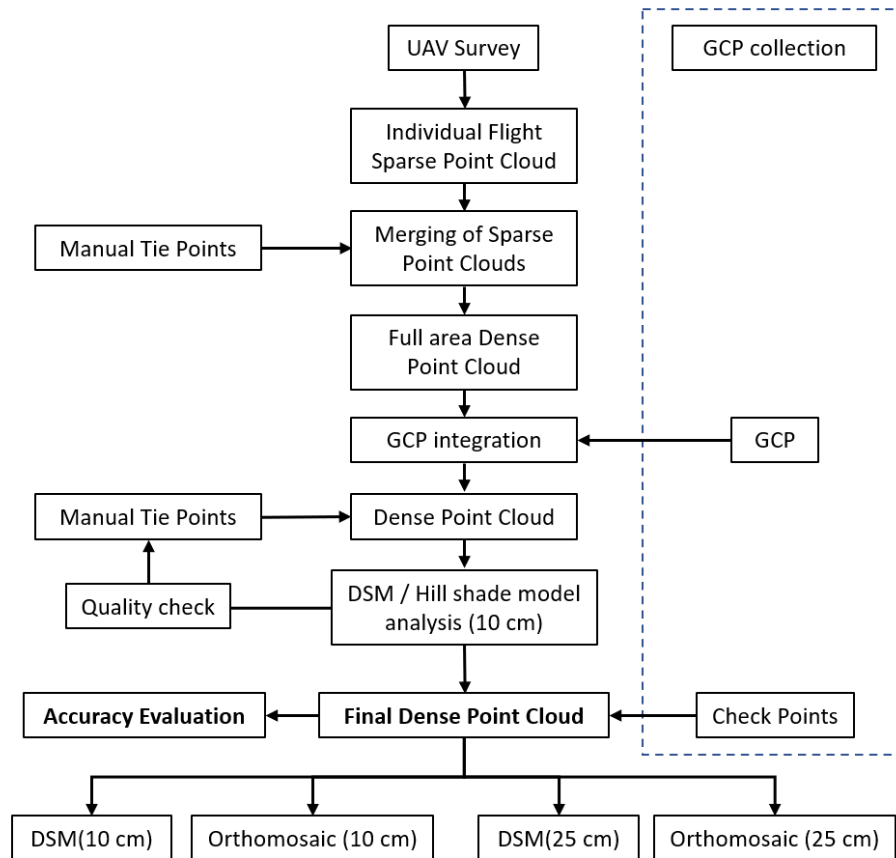 UAV Survey
GCP collection
Individual Flight
Sparse Point Cloud
Manual Tie Points
Merging of Sparse
Point Clouds
Full area Dense
Point Cloud
GCP integration
GCP
Manual Tie Points
Dense Point Cloud
Quality check
DSM / Hill shade model
analysis (10 cm)
Accuracy Evaluation
Final Dense Point Cloud
Check Points
DSM(10 cm)
Orthomosaic (10 cm)
DSM(25 cm)
Orthomosaic (25 cm)